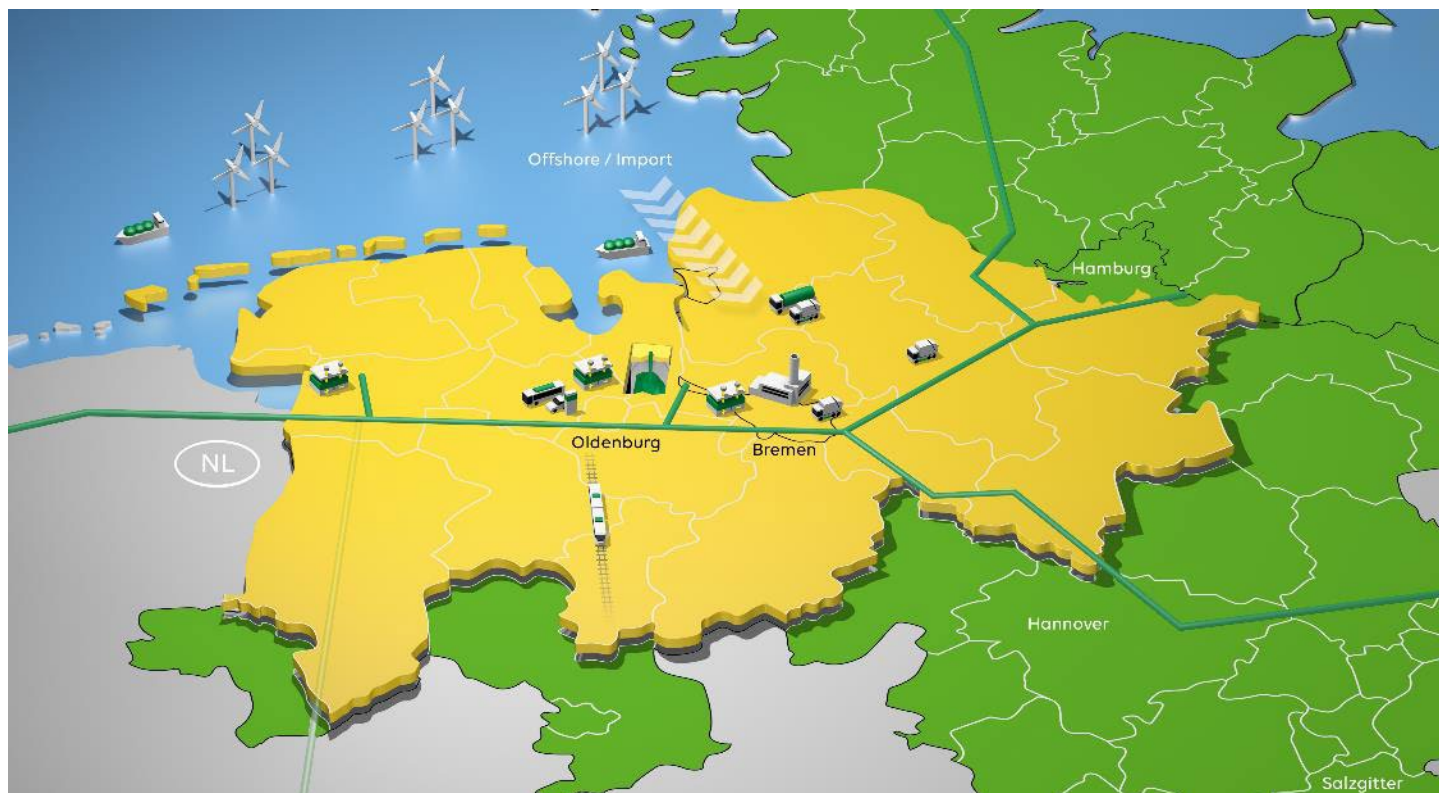 Offshore / Import
Hamburg
NL
Oldenburg
Bremen
Hannover
Salzgitter